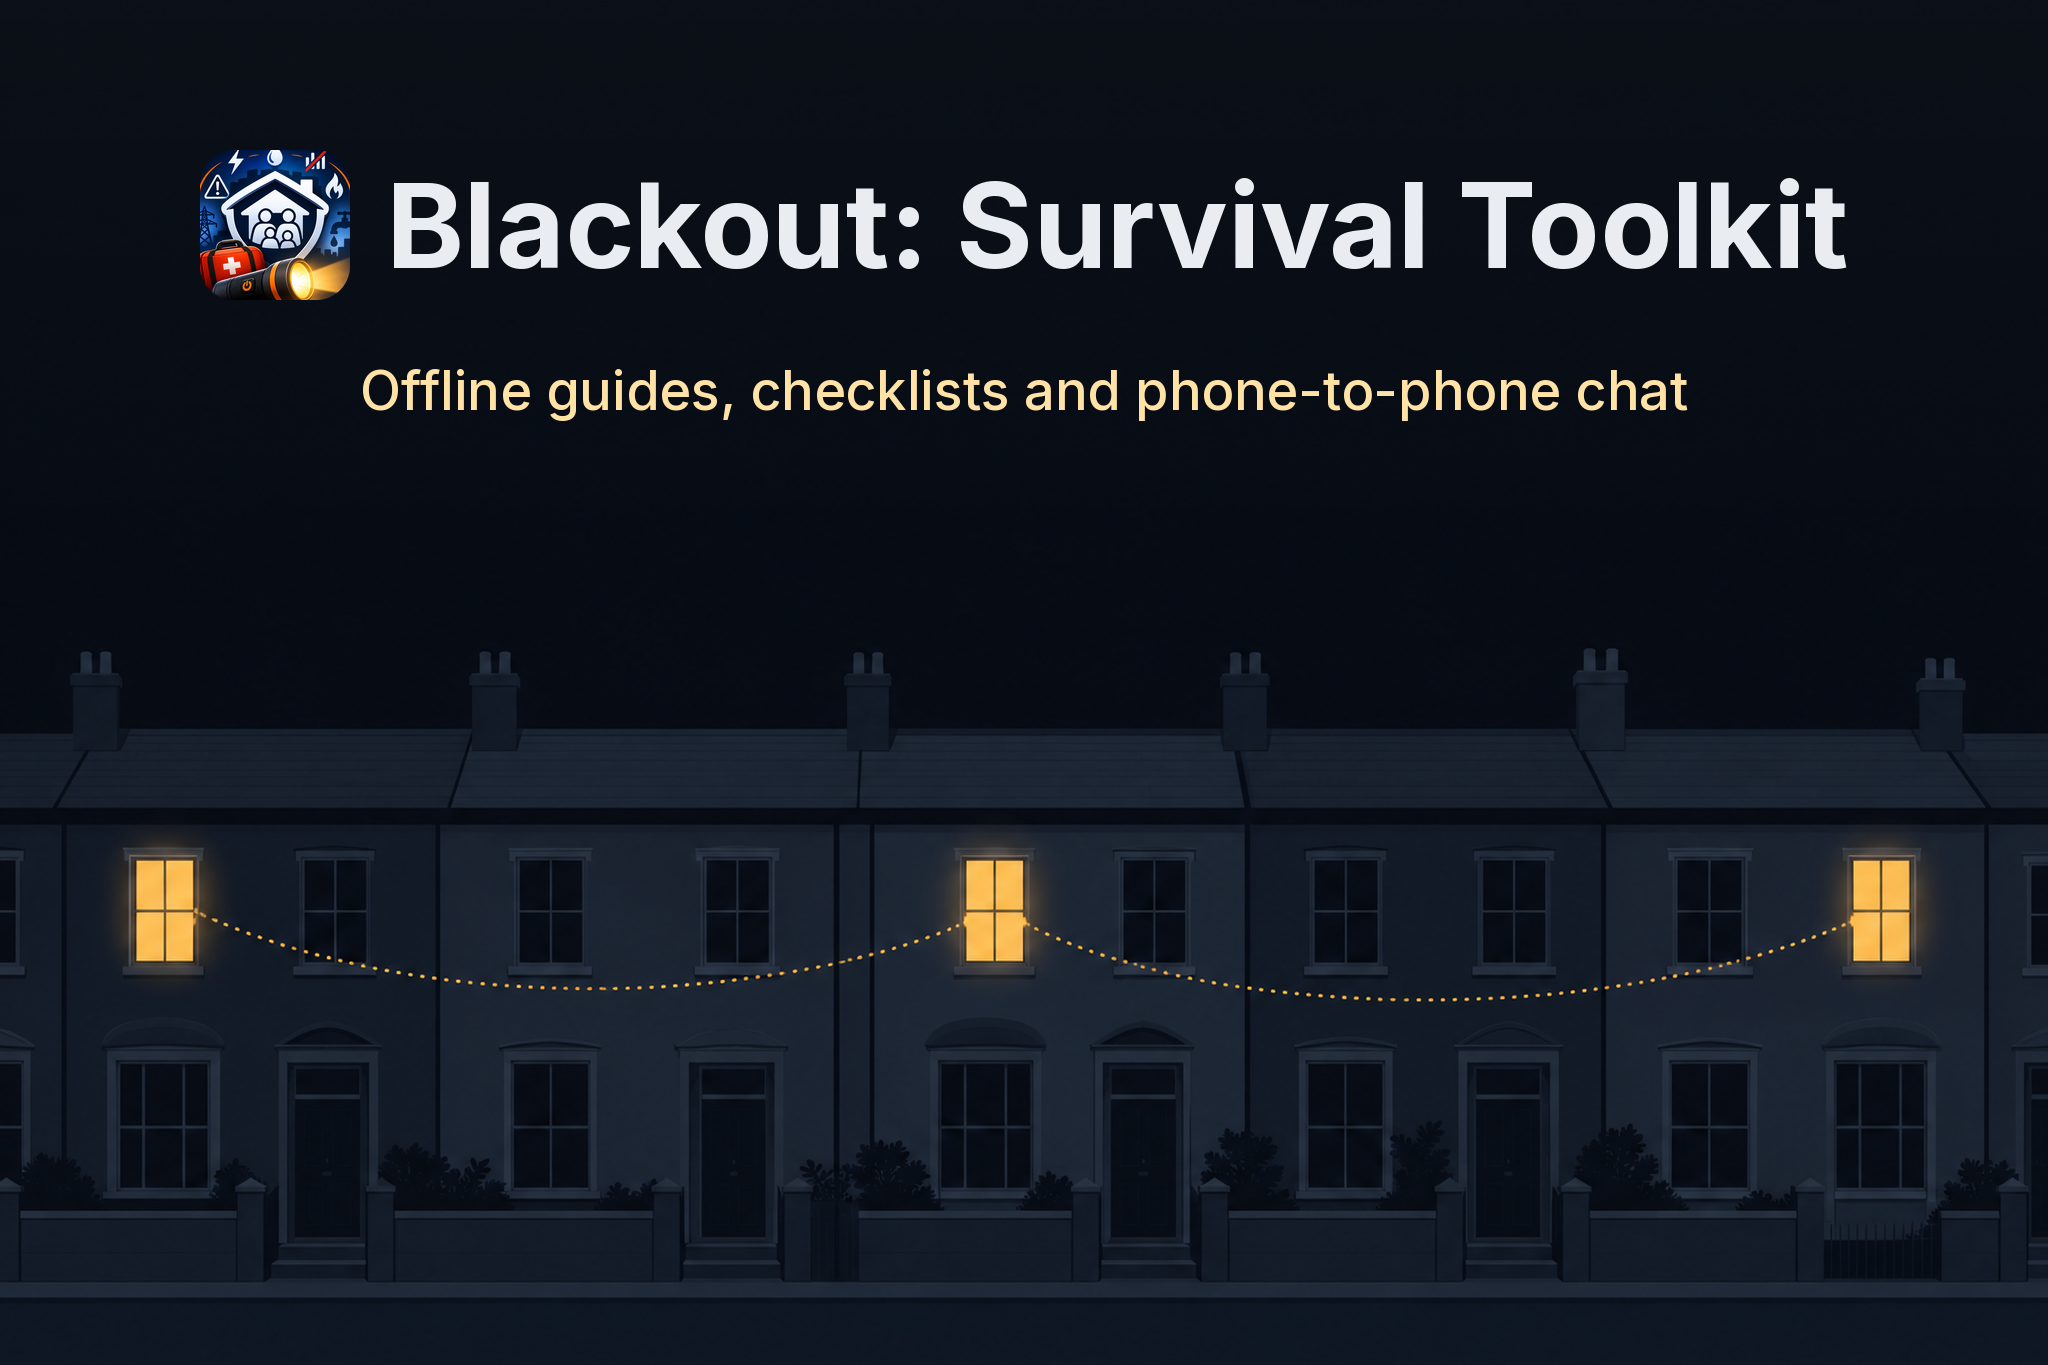 Blackout: Survival Toolkit
Offline guides, checklists and phone-to-phone chat